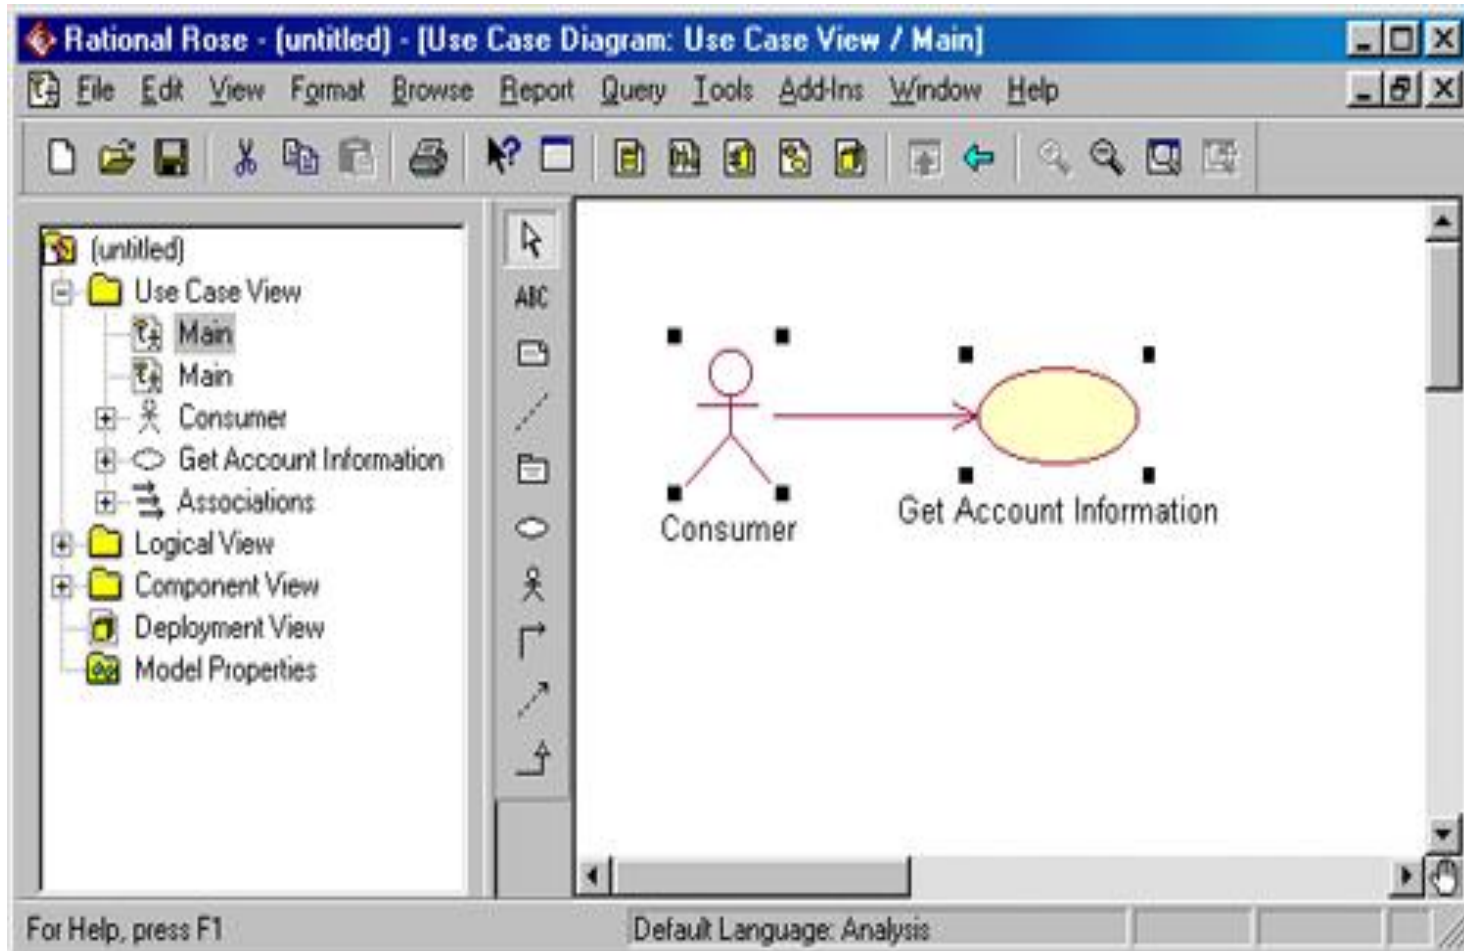 Rational Rose - (untitled) - [Use Case Diagram: Use Case View / Main]
File Edit View Format Browse Report Query Tools Add-Ins Window Help
(untitled)
Use Case View
Main
Main
Consumer
Get Account Information
Associations
Logical View
Component View
Deployment View
Model Properties
ABC
Consumer
Get Account Information
For Help, press F1
Default Language: Analysis